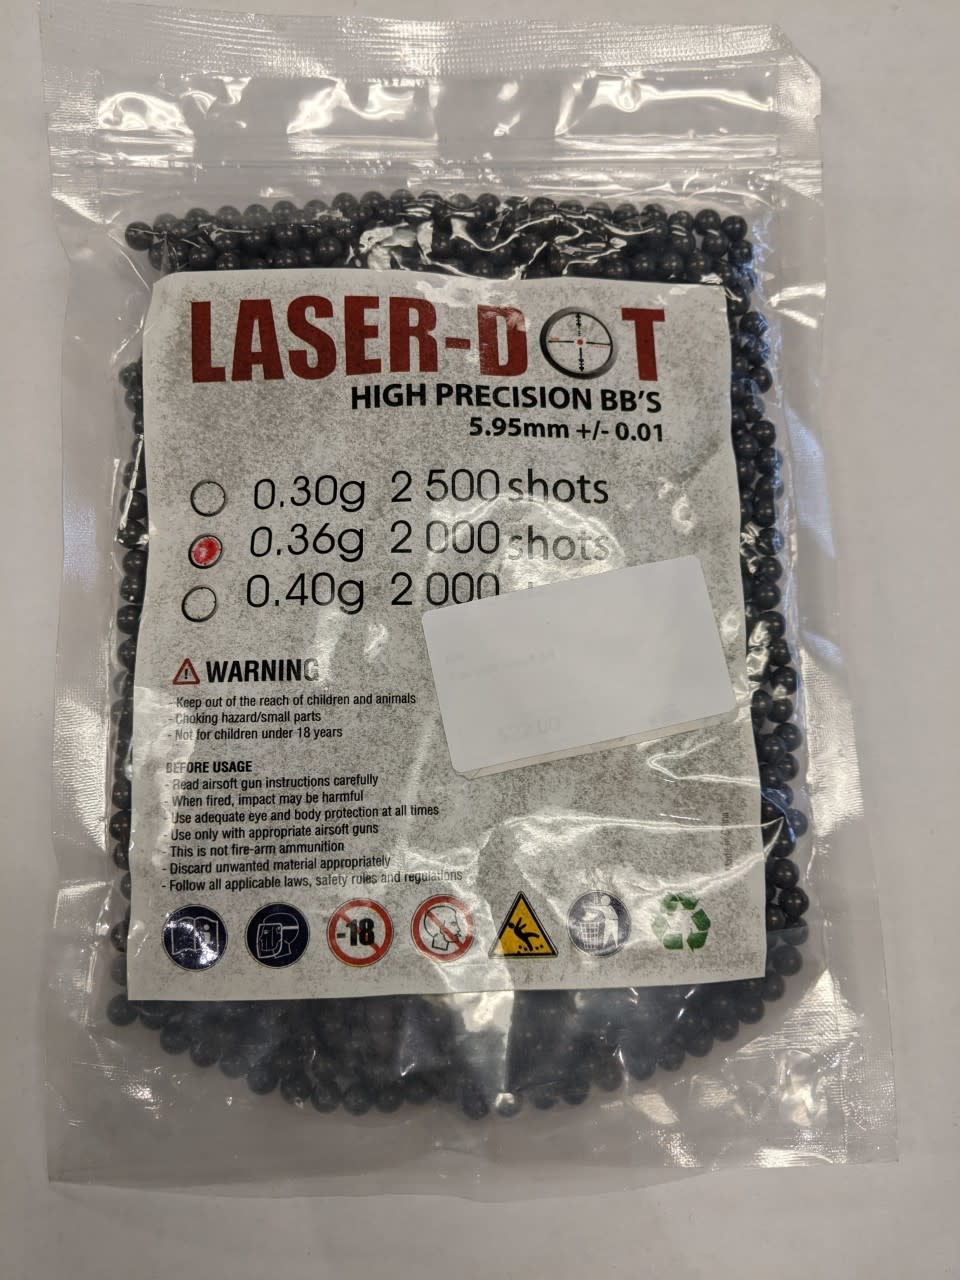 LASER-DOT
HIGH PRECISION BB'S
5.95mm +/- 0.01
0.30g 2 500 shots
0.36g 2 000 shots
0.40g 2 000
WARNING
- Keep out of the reach of children and animals
- Choking hazard/small parts
- Not for children under 18 years
BEFORE USAGE
- Read airsoft gun instructions carefully
- When fired, impact may be harmful
- Use adequate eye and body protection at all times
- Use only with appropriate airsoft guns
- This is not fire-arm ammunition
- Discard unwanted material appropriately
- Follow all applicable laws, safety rules and regulations
-18